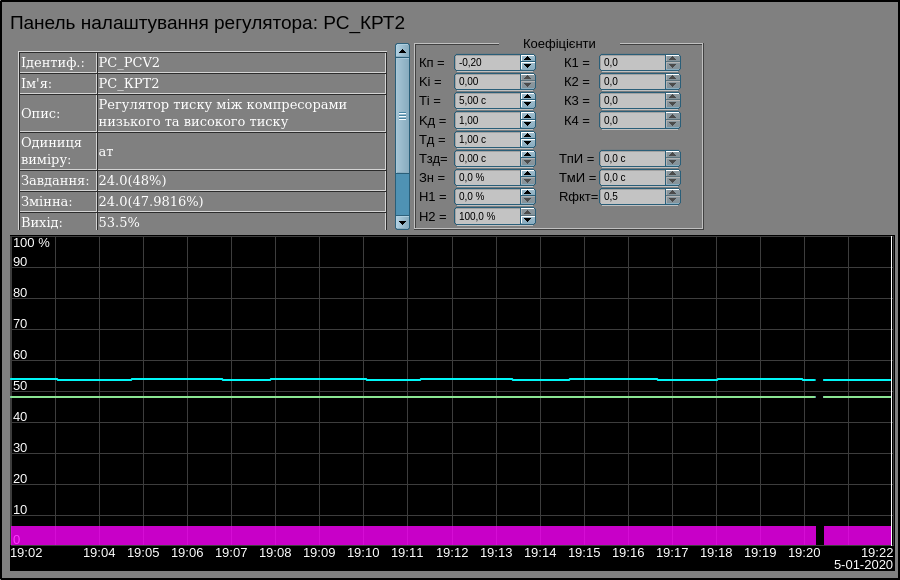 Панель налаштування регулятора: PC_КРТ2
Ідентиф.: PC_PCV2
Ім'я: PC_КРТ2
Опис: Регулятор тиску між компресорами
низького та високого тиску
Одиниця
виміру: ат
Завдання: 24.0(48%)
Змінна: 24.0(47.9816%)
Вихід: 53.5%
Коефіцієнти
Кп = -0,20 К1 = 0,0
Кі = 0,00 К2 = 0,0
Ті = 5,00 с К3 = 0,0
Кд = 1,00 К4 = 0,0
Тд = 1,00 с
Тзд= 0,00 с ТпИ = 0,0 с
Зн = 0,0 % ТмИ = 0,0 с
Н1 = 0,0 % Rфкт= 0,5
Н2 = 100,0 %
100 %
90
80
70
60
50
40
30
20
10
0
19:02 19:04 19:05 19:06 19:07 19:08 19:09 19:10 19:11 19:12 19:13 19:14 19:15 19:16 19:17 19:18 19:19 19:20 19:22
5-01-2020